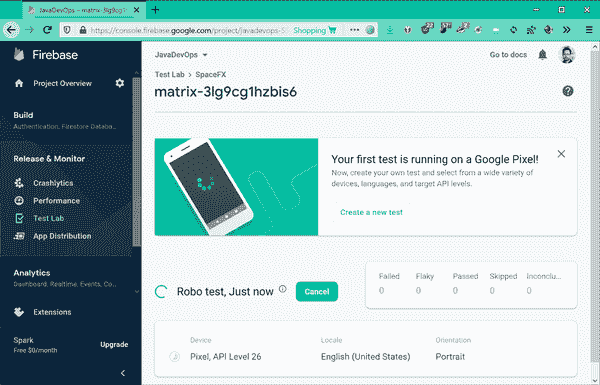 JavaDevOps – matrix-3lg9cg1h
https://console.firebase.google.com/project/javadevops-5
Shopping
Firebase
Project Overview
Build
Authentication, Firestore Databa...
Release & Monitor
Crashlytics
Performance
Test Lab
App Distribution
Analytics
Dashboard, Realtime, Events, Co...
Extensions
Spark
Free $0/month
Upgrade
JavaDevOps
Go to docs
Test Lab > SpaceFX
matrix-3lg9cg1hzbis6
Your first test is running on a Google Pixel!
Now, create your own test and select from a wide variety of
devices, languages, and target API levels.
Create a new test
Robo test, Just now
Cancel
Failed Flaky Passed Skipped Inconclu...
0 0 0 0 0
Device Locale Orientation
Pixel, API Level 26 English (United States) Portrait